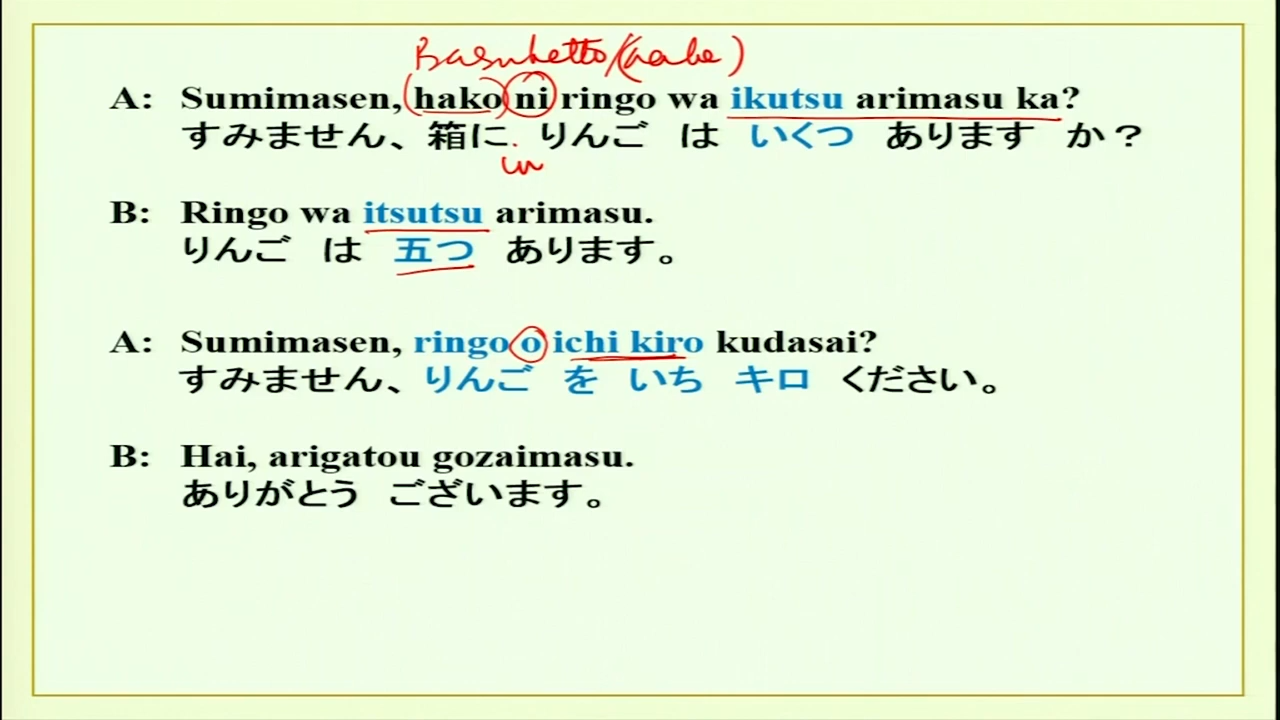 Basuketto/(kabe)
A: Sumimasen, hako ni ringo wa ikutsu arimasu ka?
すみません、箱に りんご は いくつ あります か？
in
B: Ringo wa itsutsu arimasu.
りんご は 五つ あります。
A: Sumimasen, ringo o ichi kiro kudasai?
すみません、りんご を いち キロ ください。
B: Hai, arigatou gozaimasu.
ありがとう ございます。